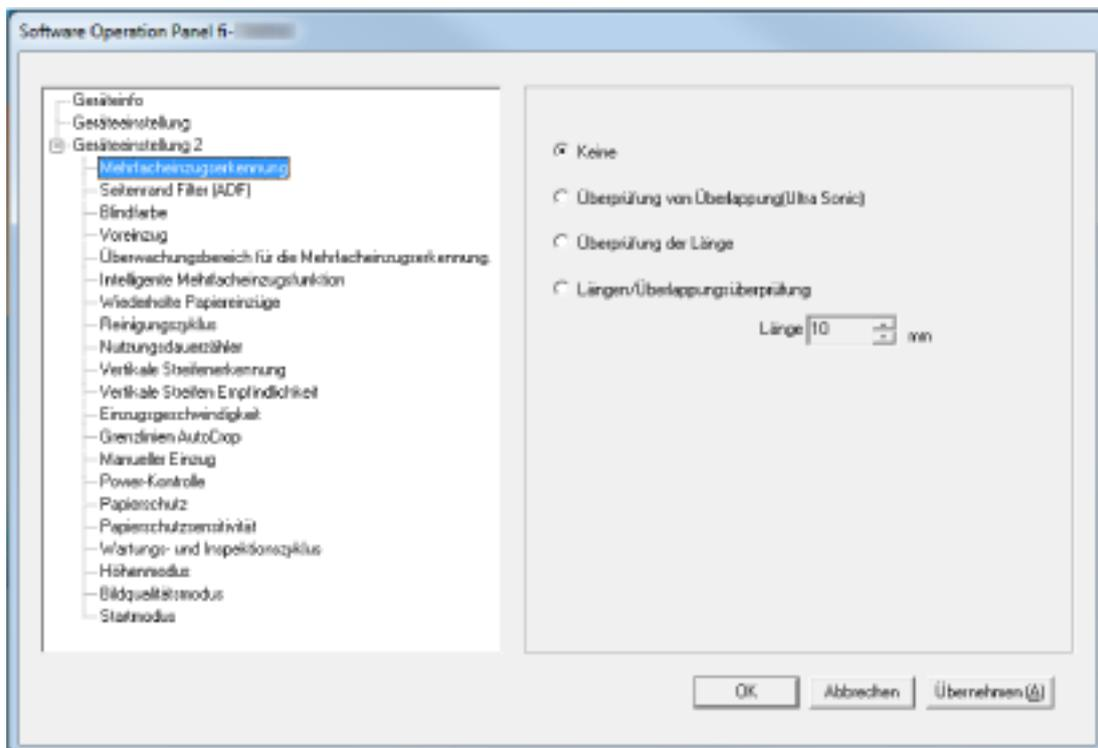 Software Operation Panel fi-
Geräteinfo
Geräteeinstellung
Geräteeinstellung 2
Mehrfacheinzugserkennung
Seitenrand Filter (ADF)
Blindfarbe
Voreinzug
Überwachungsbereich für die Mehrfacheinzugserkennung.
Intelligente Mehrfacheinzugsfunktion
Wiederholte Papiereinzüge
Reinigungszyklus
Nutzungsdauerzähler
Vertikale Streifenerkennung
Vertikale Streifen Empfindlichkeit
Einzugsgeschwindigkeit
Grenzlinien AutoCrop
Manueller Einzug
Power-Kontrolle
Papierschutz
Papierschutzsensitivität
Wartungs- und Inspektionszyklus
Höhenmodus
Bildqualitätsmodus
Startmodus
Keine
Überprüfung von Überlappung(Ultra Sonic)
Überprüfung der Länge
Längen/Überlappungsüberprüfung
Länge 10 mm
OK Abbrechen Übernehmen(A)